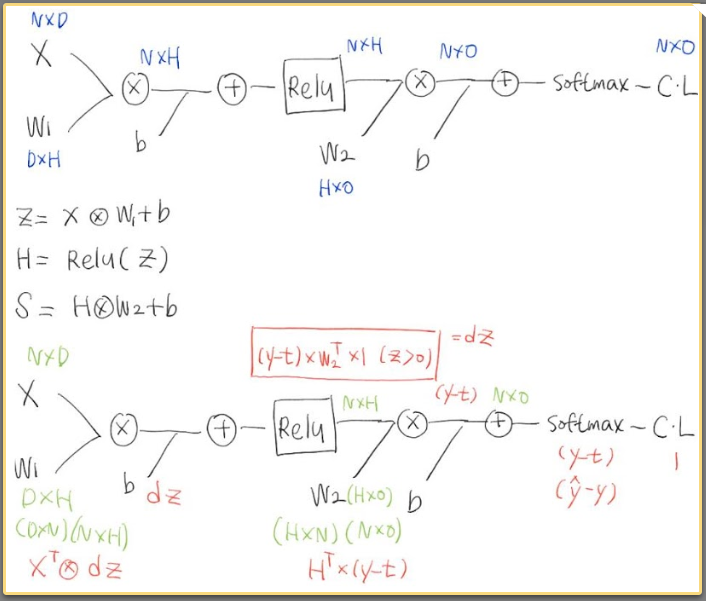 N×D
X
N×H
N×H
N×O
N×O
⊗ ⊕ Relu ⊗ ⊕ Softmax - C·L
W1
D×H
b
W2
H×O
b
Z = X ⊗ W1 + b
H = Relu(Z)
S = H⊗W2+b
(y-t)×W2^T×1 (Z>0) = dZ
N×D
X
N×H
(y-t) N×O
⊗ ⊕ Relu ⊗ ⊕ Softmax - C·L
(y-t) 1
(ŷ-y)
W1
D×H
b dZ
W2(H×O) b
(D×N)(N×H)
(H×N)(N×O)
X^T⊗ dZ
H^T×(y-t)